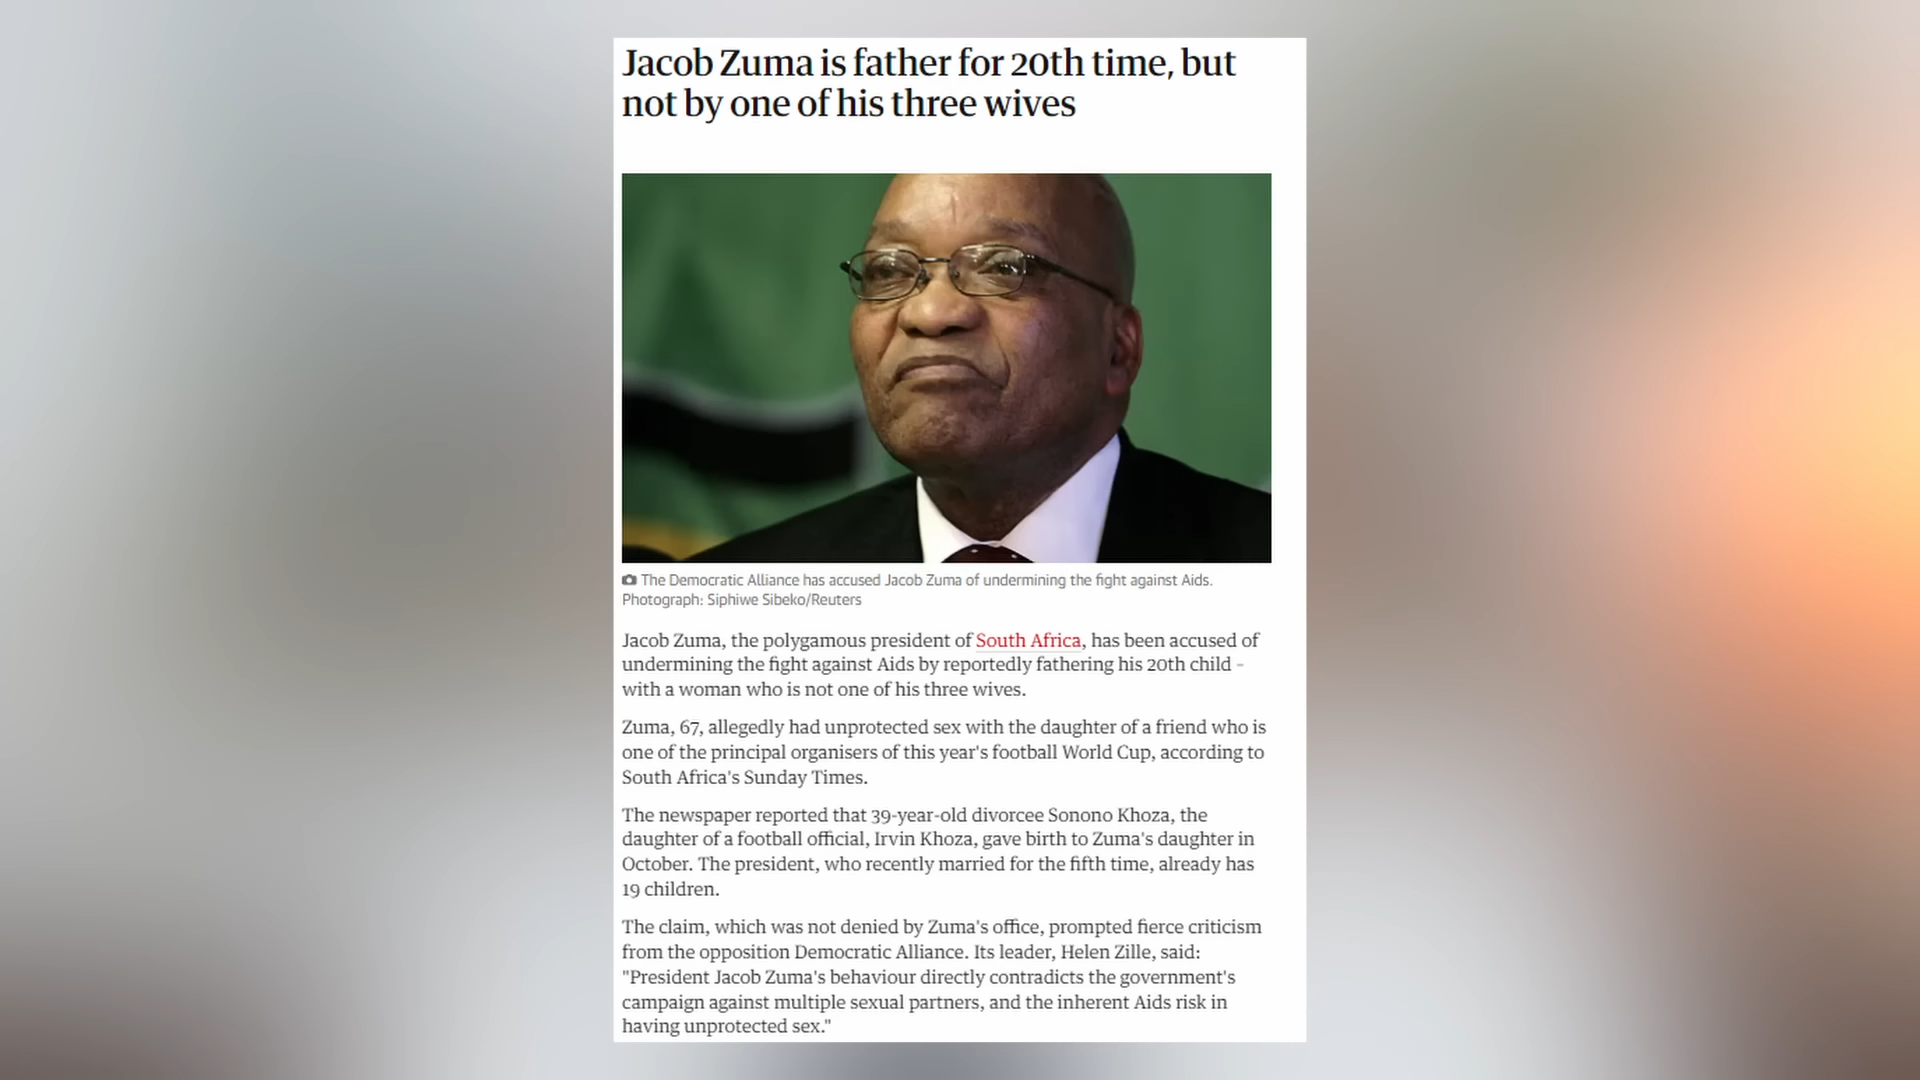 Jacob Zuma is father for 20th time, but
not by one of his three wives
The Democratic Alliance has accused Jacob Zuma of undermining the fight against Aids.
Photograph: Siphiwe Sibeko/Reuters
Jacob Zuma, the polygamous president of South Africa, has been accused of
undermining the fight against Aids by reportedly fathering his 20th child –
with a woman who is not one of his three wives.
Zuma, 67, allegedly had unprotected sex with the daughter of a friend who is
one of the principal organisers of this year's football World Cup, according to
South Africa's Sunday Times.
The newspaper reported that 39-year-old divorcee Sonono Khoza, the
daughter of a football official, Irvin Khoza, gave birth to Zuma's daughter in
October. The president, who recently married for the fifth time, already has
19 children.
The claim, which was not denied by Zuma's office, prompted fierce criticism
from the opposition Democratic Alliance. Its leader, Helen Zille, said:
"President Jacob Zuma's behaviour directly contradicts the government's
campaign against multiple sexual partners, and the inherent Aids risk in
having unprotected sex."